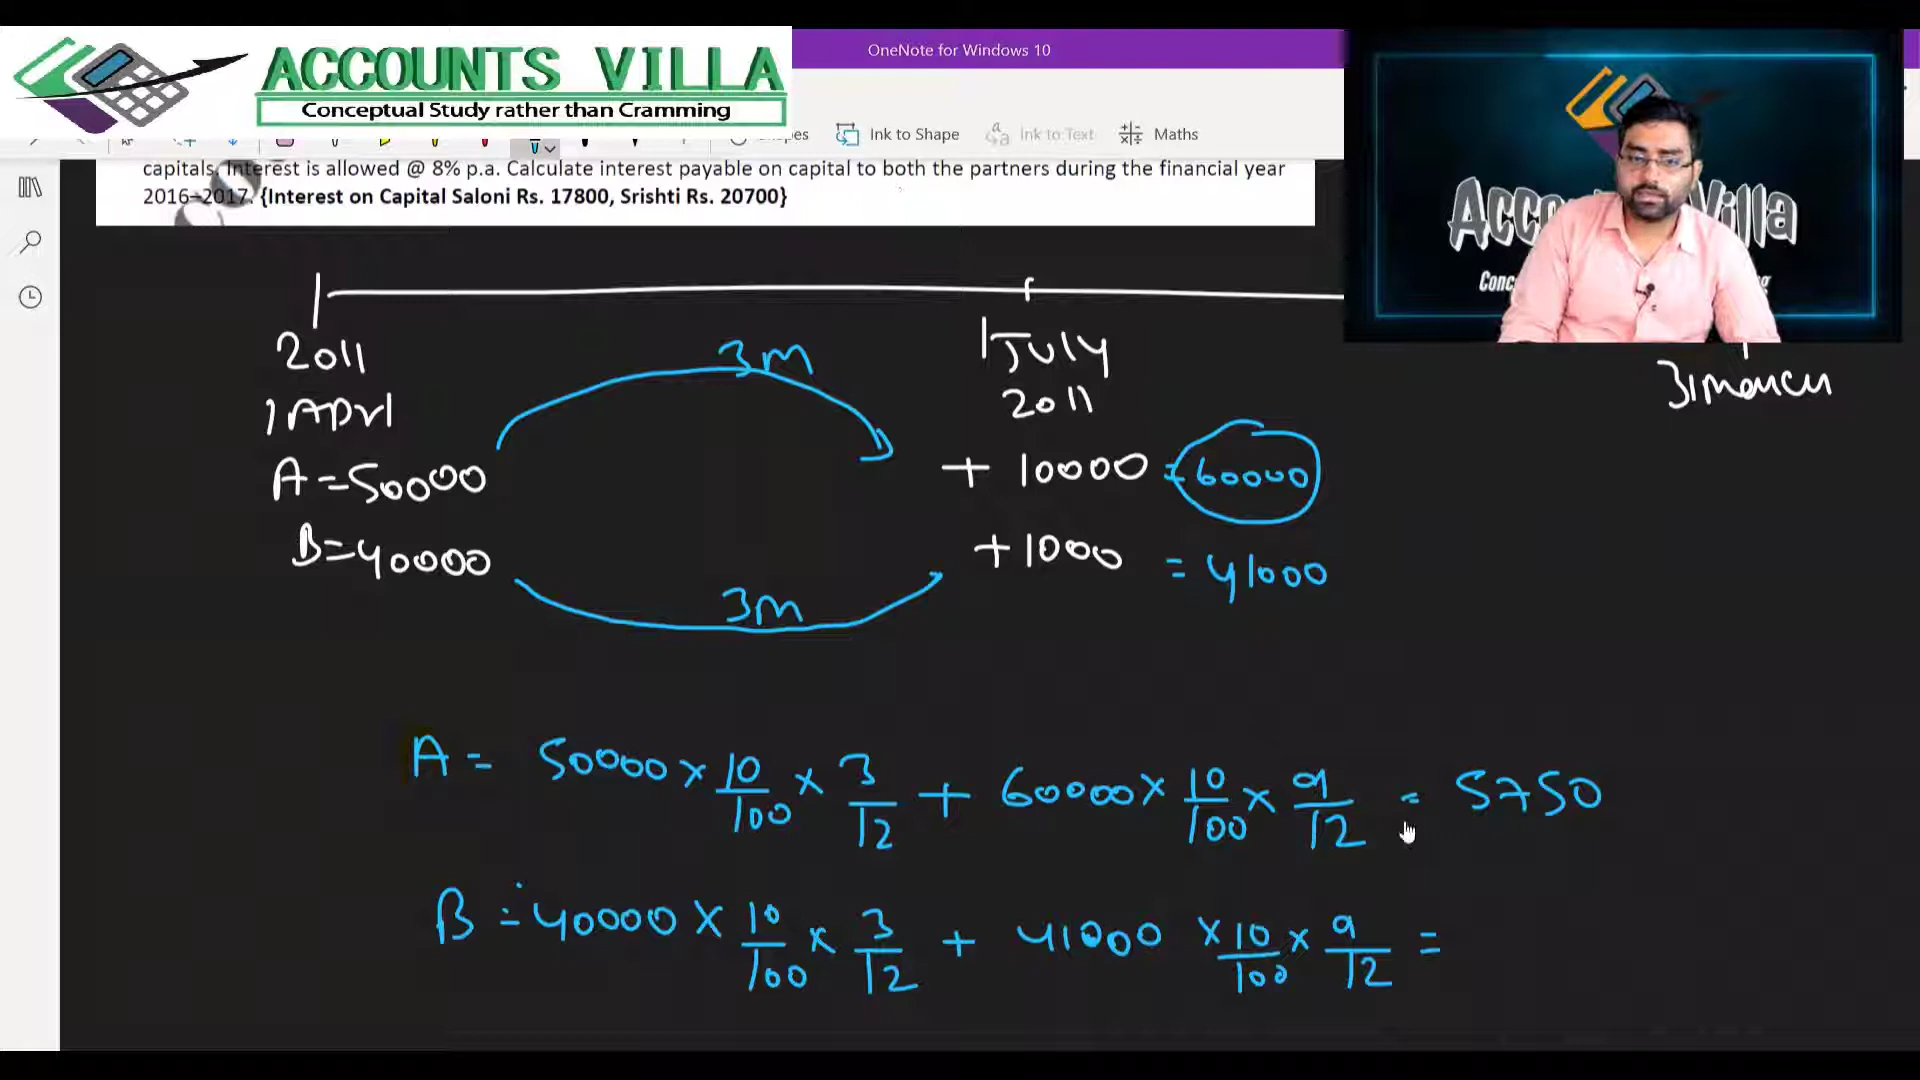 ACCOUNTS VILLA
Conceptual Study rather than Cramming
OneNote for Windows 10
Ink to Shape
Ink to Text
Maths
capitals. Interest is allowed @ 8% p.a. Calculate interest payable on capital to both the partners during the financial year
2016-2017. {Interest on Capital Saloni Rs. 17800, Srishti Rs. 20700}
Villa
2011
1 April
3m
1 July
2011
31 March
A=50000
+ 10000 = 60000
B=40000
+1000 = 41000
3m
A = 50000 × 10/100 × 3/12 + 60000 × 10/100 × 9/12 = 5750
B = 40000 × 10/100 × 3/12 + 41000 × 10/100 × 9/12 =